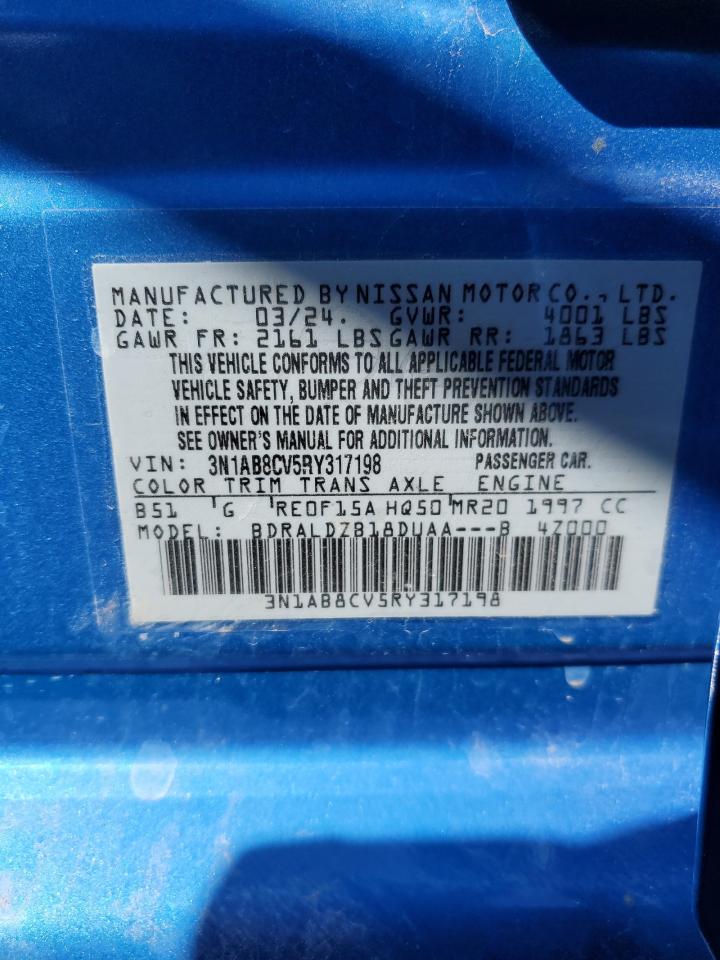 MANUFACTURED BY NISSAN MOTOR CO., LTD.
DATE: 03/24. GVWR: 4001 LBS
GAWR FR: 2161 LBS GAWR RR: 1863 LBS
THIS VEHICLE CONFORMS TO ALL APPLICABLE FEDERAL MOTOR
VEHICLE SAFETY, BUMPER AND THEFT PREVENTION STANDARDS
IN EFFECT ON THE DATE OF MANUFACTURE SHOWN ABOVE.
SEE OWNER'S MANUAL FOR ADDITIONAL INFORMATION
VIN: 3N1AB8CV5RY317198 PASSENGER CAR.
COLOR TRIM TRANS AXLE ENGINE
B51 G RE0F15A HQ50 MR20 1997 CC
MODEL: BDRALDZB18DUAA---B 4Z000
3N1AB8CV5RY317198